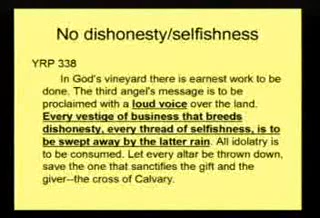 No dishonesty/selfishness
YRP 338
In God's vineyard there is earnest work to be
done. The third angel's message is to be
proclaimed with a loud voice over the land.
Every vestige of business that breeds
dishonesty, every thread of selfishness, is to
be swept away by the latter rain. All idolatry is
to be consumed. Let every altar be thrown down,
save the one that sanctifies the gift and the
giver--the cross of Calvary.